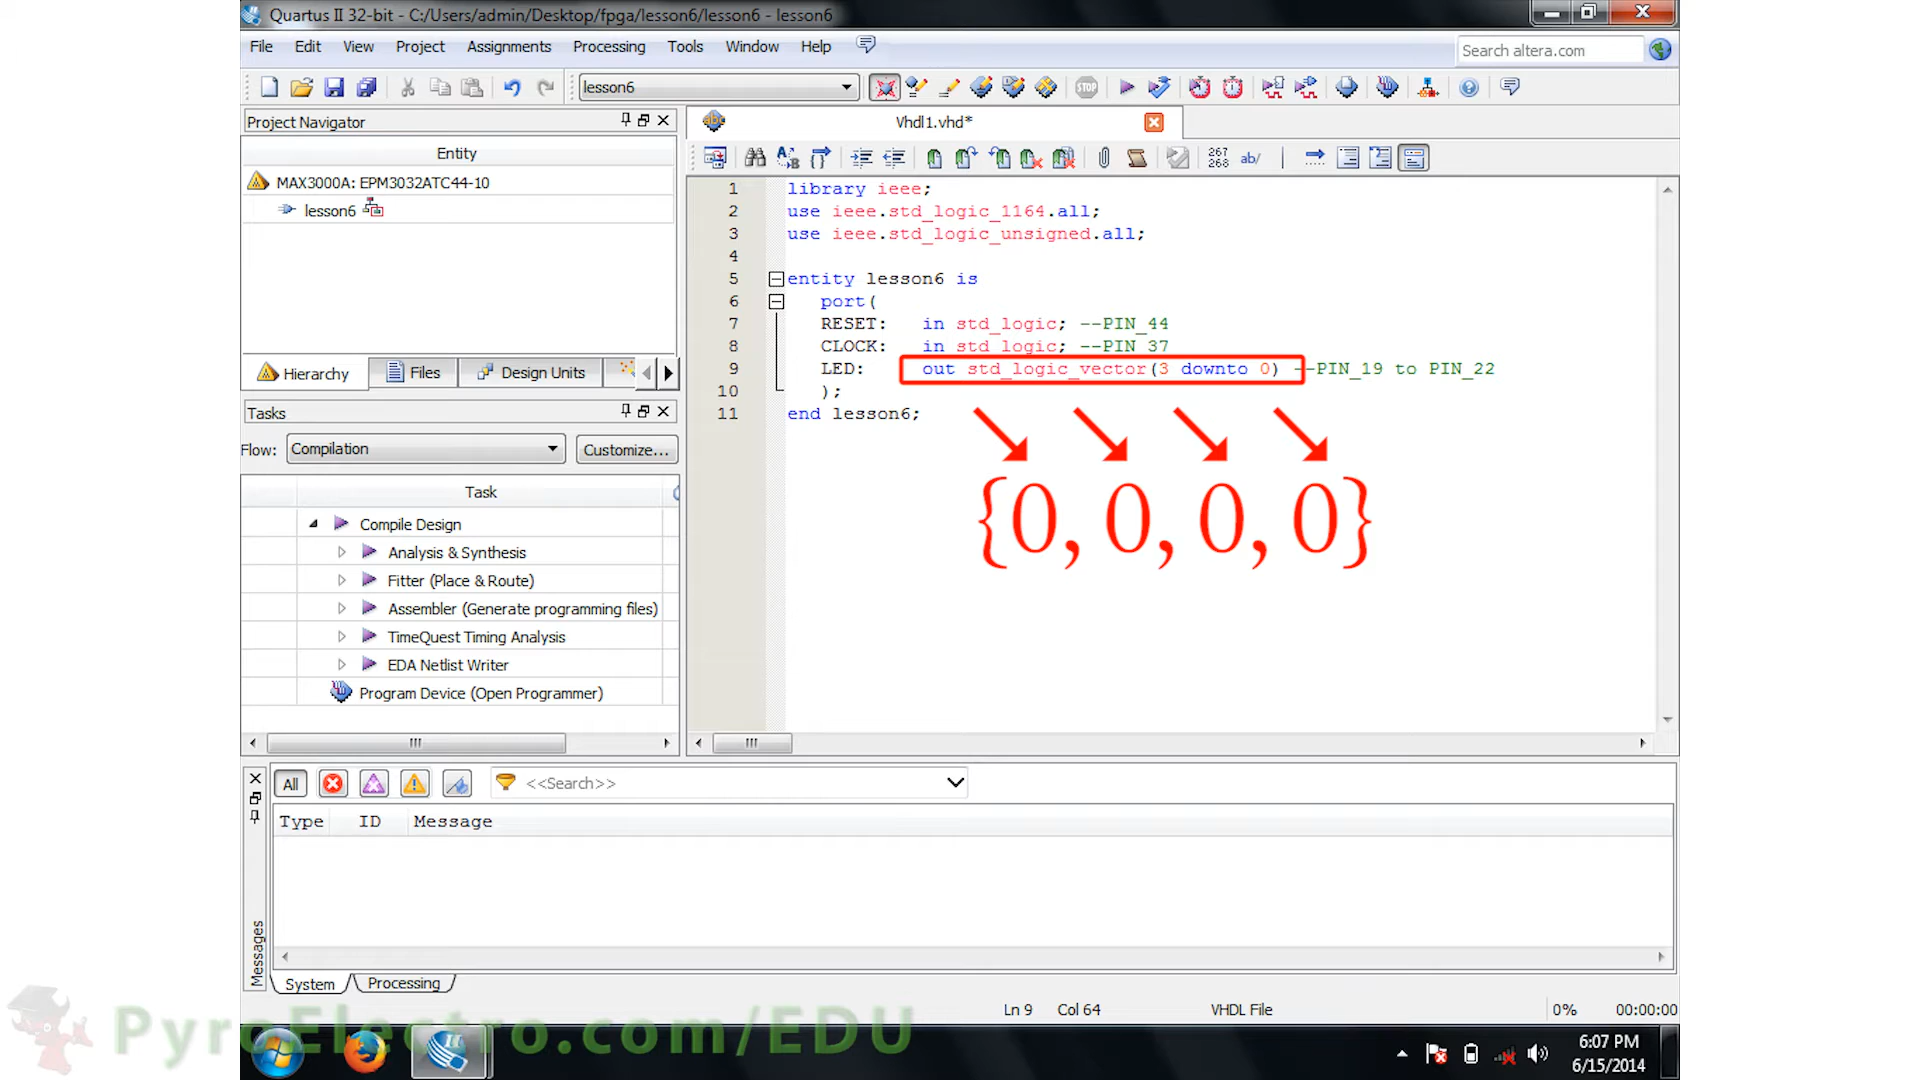 Quartus II 32-bit - C:/Users/admin/Desktop/fpga/lesson6/lesson6 - lesson6
File Edit View Project Assignments Processing Tools Window Help
Search altera.com
lesson6
Project Navigator
Entity
MAX3000A: EPM3032ATC44-10
lesson6
Hierarchy Files Design Units
Tasks
Flow: Compilation Customize...
Task
Compile Design
Analysis & Synthesis
Fitter (Place & Route)
Assembler (Generate programming files)
TimeQuest Timing Analysis
EDA Netlist Writer
Program Device (Open Programmer)
Vhdl1.vhd*
267
268
ab/
1 library ieee;
2 use ieee.std_logic_1164.all;
3 use ieee.std_logic_unsigned.all;
4
5 entity lesson6 is
6 port(
7 RESET: in std_logic; --PIN_44
8 CLOCK: in std_logic; --PIN_37
9 LED: out std_logic_vector(3 downto 0) --PIN_19 to PIN_22
10 );
11 end lesson6;
{0, 0, 0, 0}
All <<Search>>
Type ID Message
Messages
System Processing
Ln 9 Col 64 VHDL File 0% 00:00:00
PyroElectro.com/EDU
6:07 PM
6/15/2014